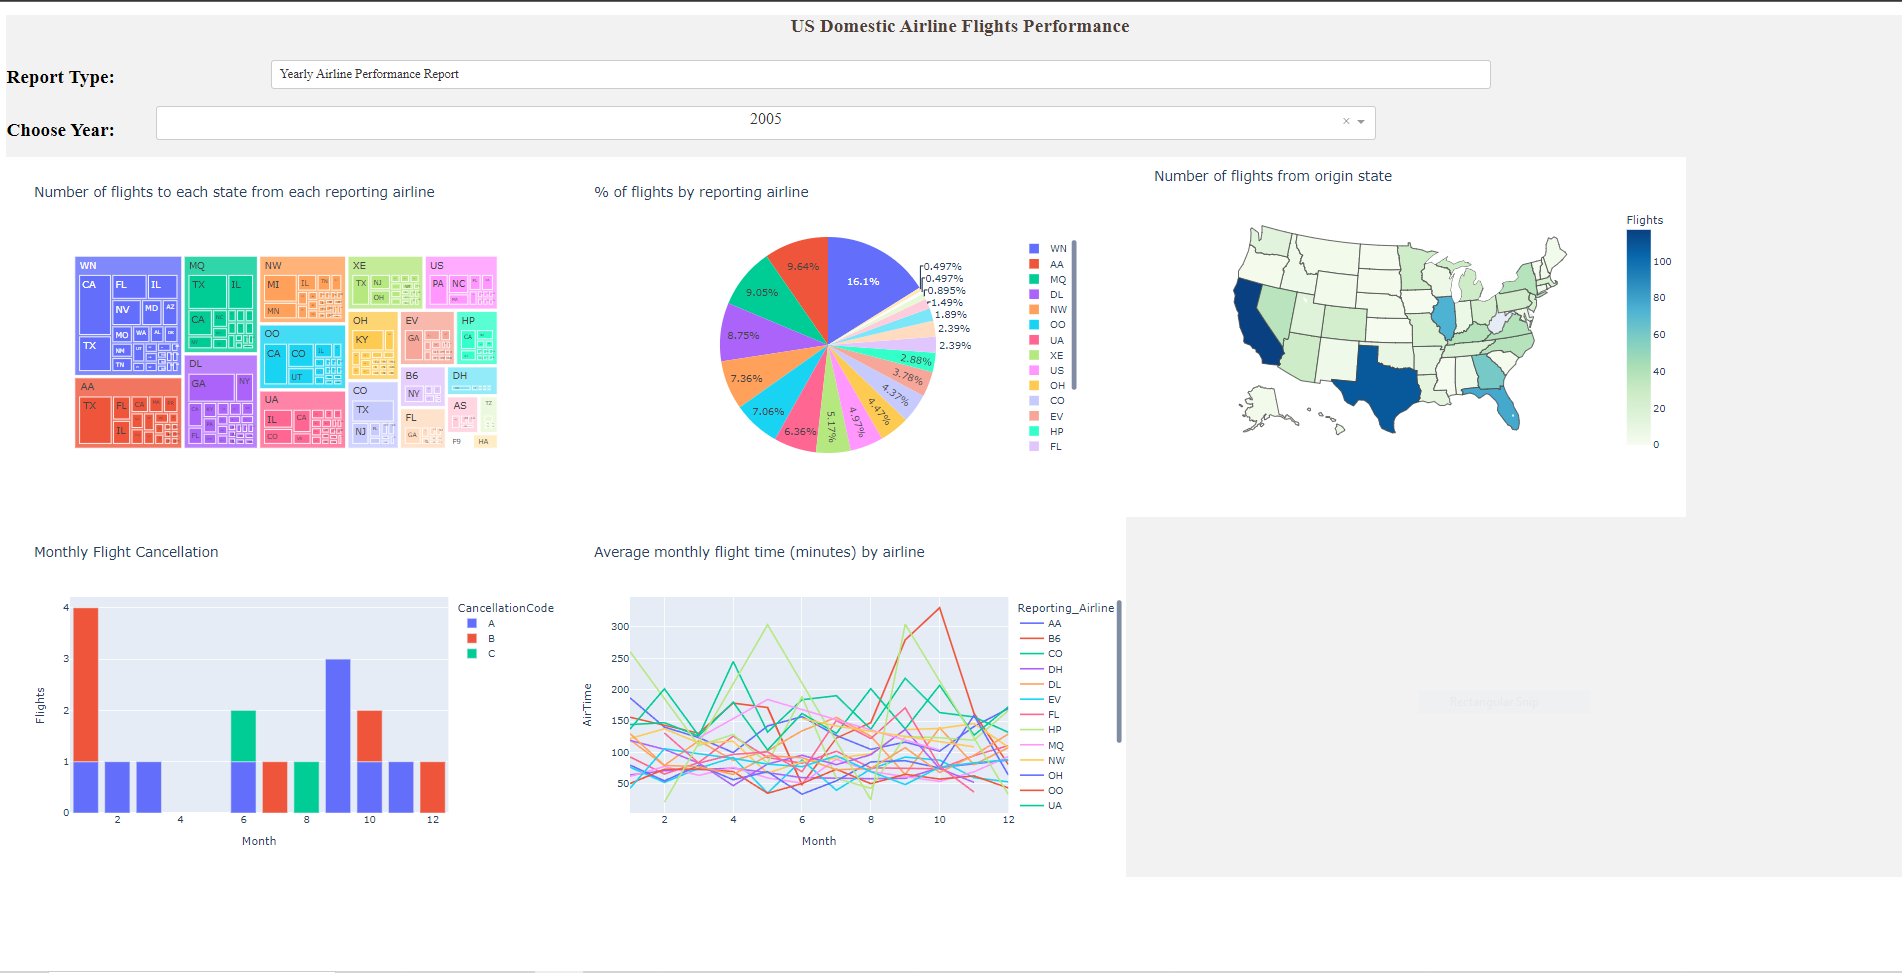 US Domestic Airline Flights Performance
Report Type:
Yearly Airline Performance Report
Choose Year:
2005
×
Number of flights to each state from each reporting airline
WN
CA
FL
IL
NV
MD
AZ
MO
WA
AL
TX
NM
TN
AA
TX
FL
CA
IL
MQ
TX
IL
CA
DL
GA
NY
FL
NW
MI
IL
MN
OO
CA
CO
IL
UT
UA
IL
CA
CO
XE
TX
NJ
OH
US
PA
NC
OH
KY
EV
GA
HP
CA
CO
TX
NJ
B6
NY
DH
FL
GA
AS
TZ
F9
HA
% of flights by reporting airline
16.1%
9.64%
9.05%
8.75%
7.36%
7.06%
6.36%
5.17%
4.97%
4.47%
4.37%
3.78%
2.88%
2.39%
2.39%
1.89%
1.49%
0.895%
0.497%
0.497%
WN
AA
MQ
DL
NW
OO
UA
XE
US
OH
CO
EV
HP
FL
Number of flights from origin state
Flights
100
80
60
40
20
0
Monthly Flight Cancellation
Flights
4
3
2
1
0
2
4
6
8
10
12
Month
CancellationCode
A
B
C
Average monthly flight time (minutes) by airline
AirTime
300
250
200
150
100
50
2
4
6
8
10
12
Month
Reporting_Airline
AA
B6
CO
DH
DL
EV
FL
HP
MQ
NW
OH
OO
UA
Rectangular Snip